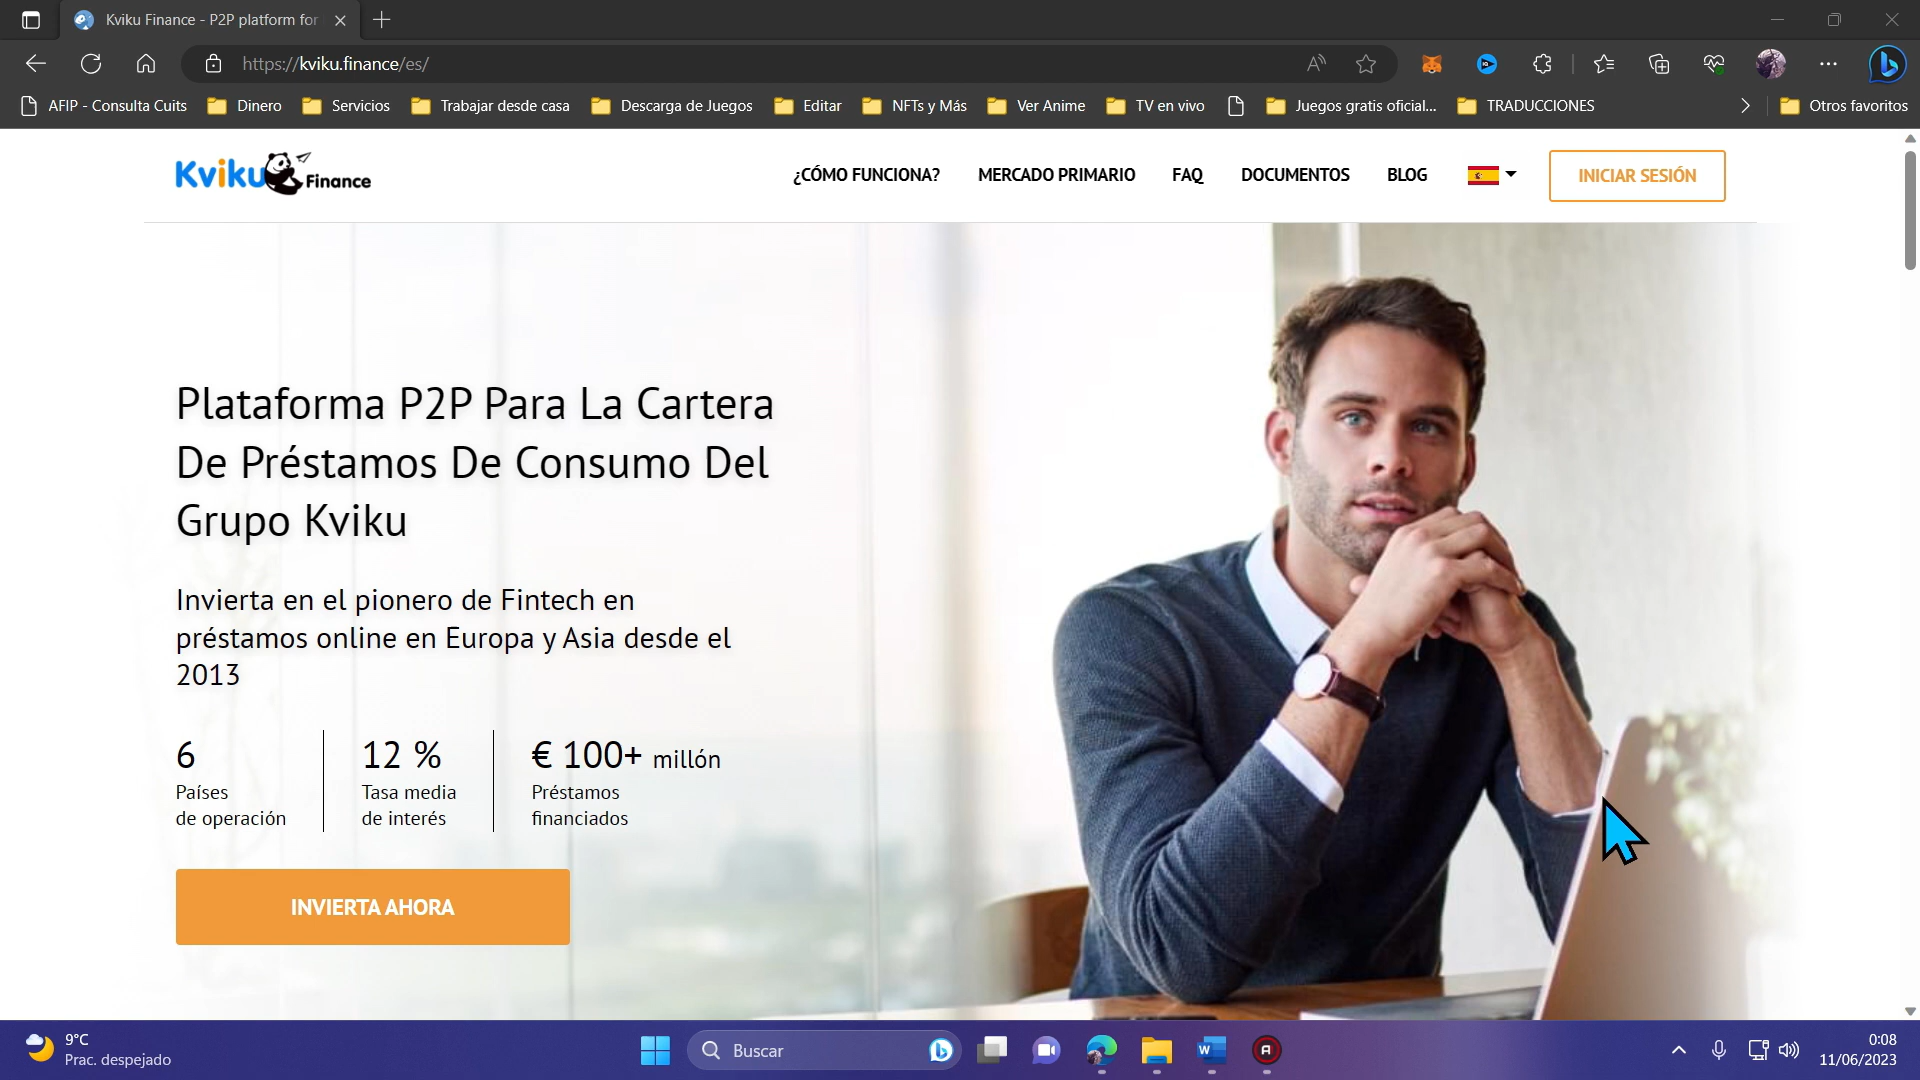 Kviku Finance - P2P platform for
https://kviku.finance/es/
AFIP - Consulta Cuits
Dinero
Servicios
Trabajar desde casa
Descarga de Juegos
Editar
NFTs y Más
Ver Anime
TV en vivo
Juegos gratis oficial...
TRADUCCIONES
Otros favoritos
Kviku Finance
¿CÓMO FUNCIONA?
MERCADO PRIMARIO
FAQ
DOCUMENTOS
BLOG
INICIAR SESIÓN
Plataforma P2P Para La Cartera
De Préstamos De Consumo Del
Grupo Kviku
Invierta en el pionero de Fintech en
préstamos online en Europa y Asia desde el
2013
6
Países
de operación
12 %
Tasa media
de interés
€ 100+ millón
Préstamos
financiados
INVIERTA AHORA
9°C
Prac. despejado
Buscar
0:08
11/06/2023